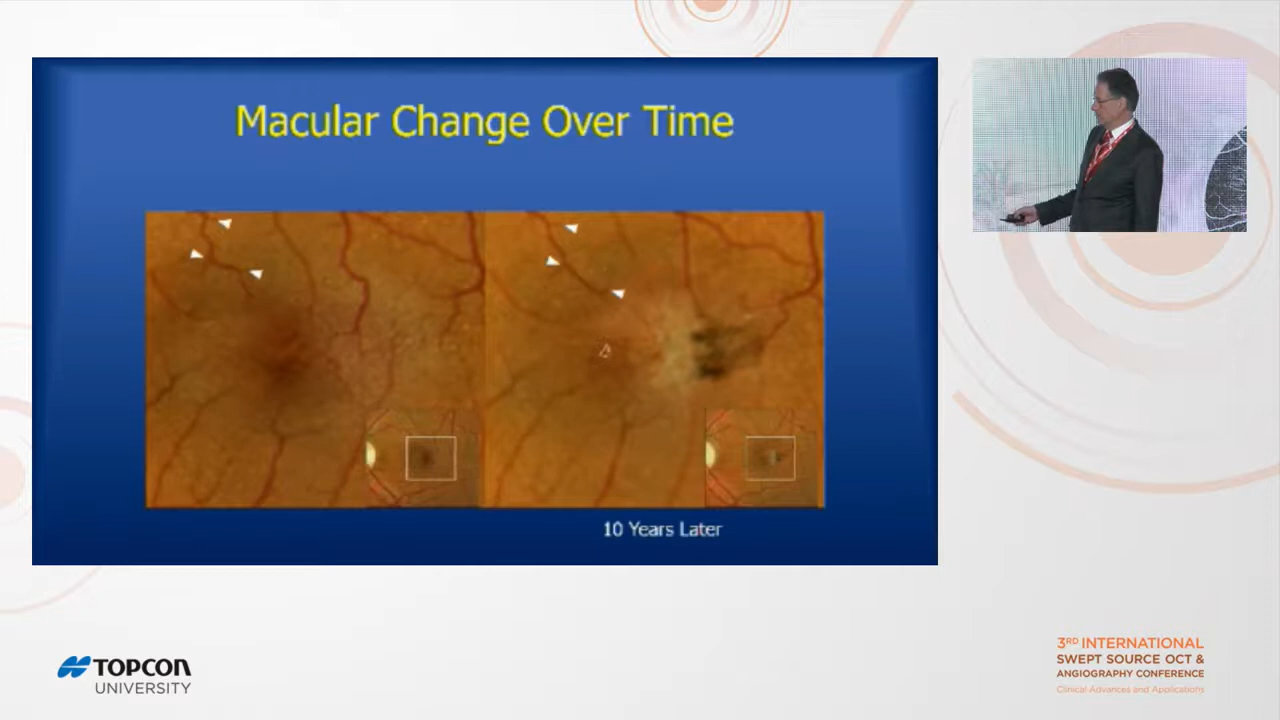 Macular Change Over Time
10 Years Later
TOPCON
UNIVERSITY
3RD INTERNATIONAL
SWEPT SOURCE OCT &
ANGIOGRAPHY CONFERENCE
Clinical Advances and Applications